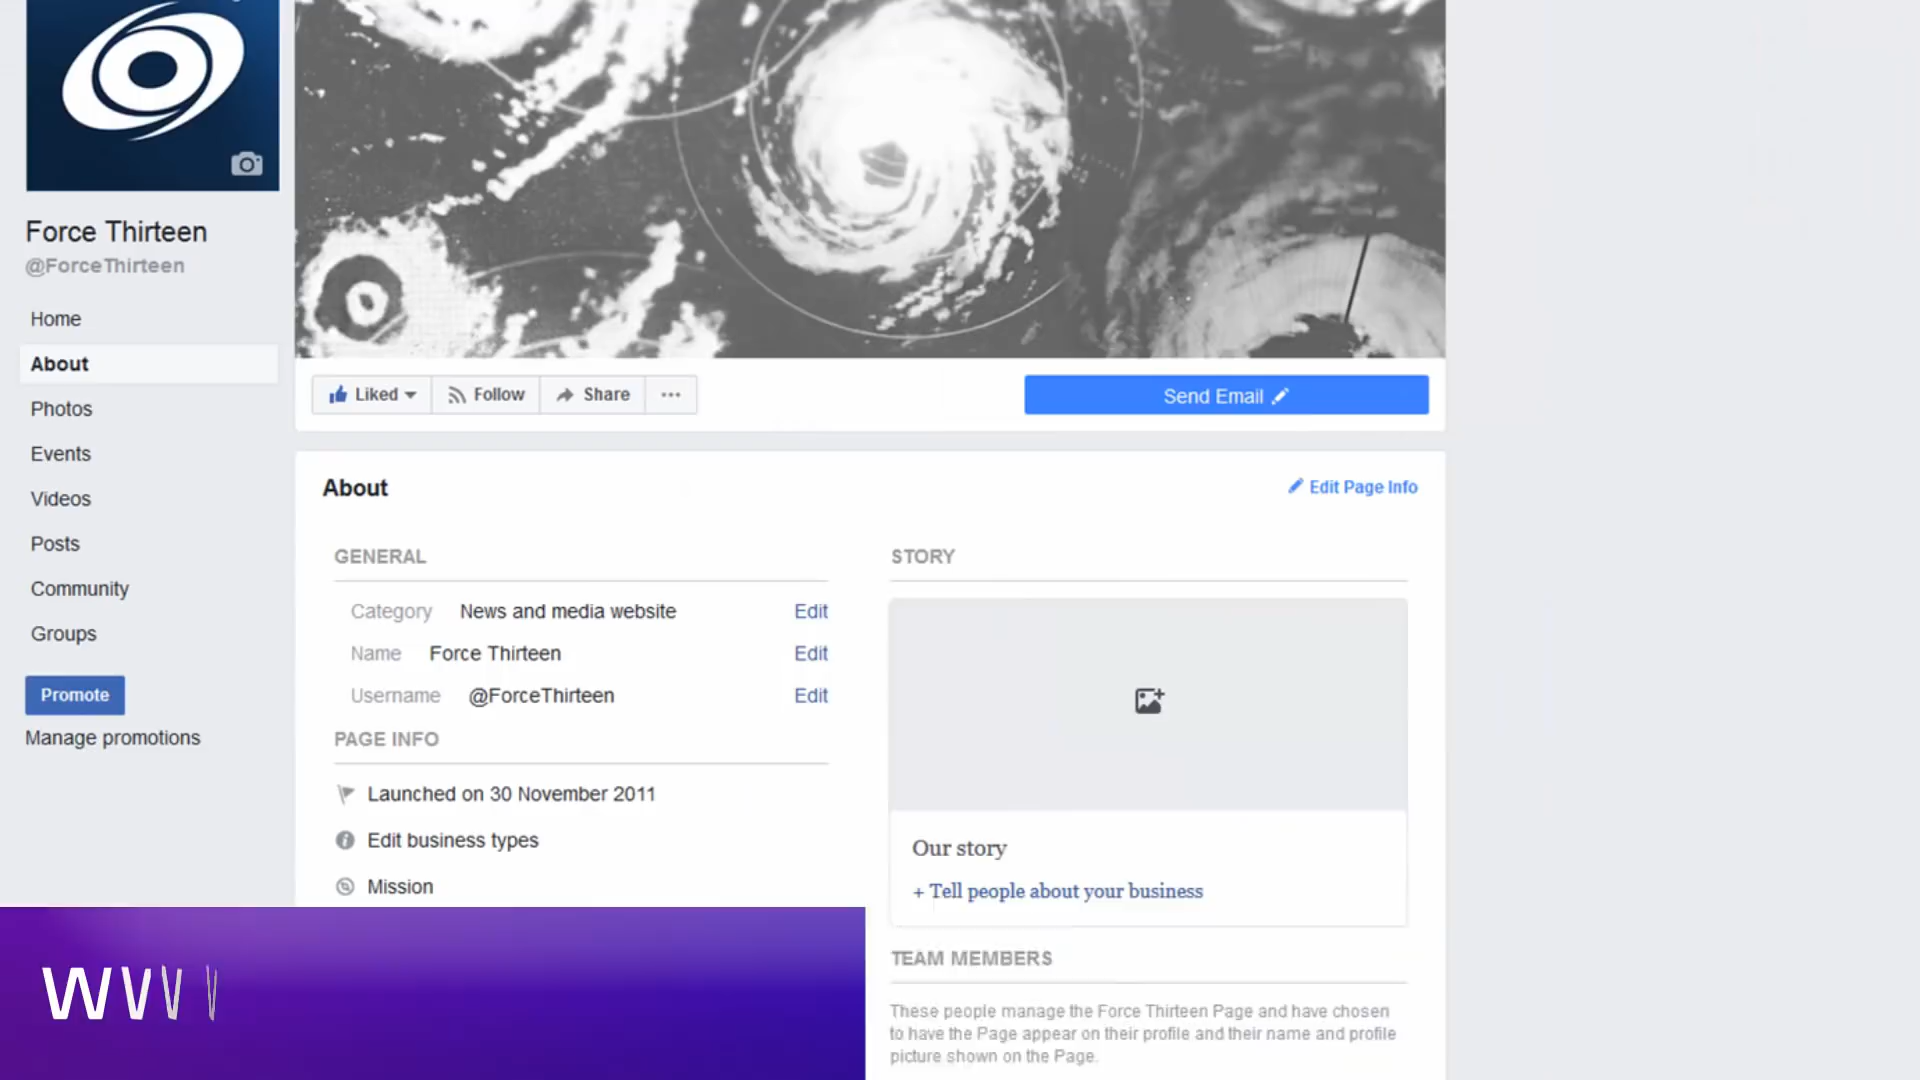 Force Thirteen
@ForceThirteen
Home
About
Photos
Events
Videos
Posts
Community
Groups
Promote
Manage promotions
Liked
Follow
Share
Send Email
About
Edit Page Info
GENERAL
Category News and media website Edit
Name Force Thirteen Edit
Username @ForceThirteen Edit
PAGE INFO
Launched on 30 November 2011
Edit business types
Mission
STORY
Our story
+ Tell people about your business
TEAM MEMBERS
These people manage the Force Thirteen Page and have chosen
to have the Page appear on their profile and their name and profile
picture shown on the Page.